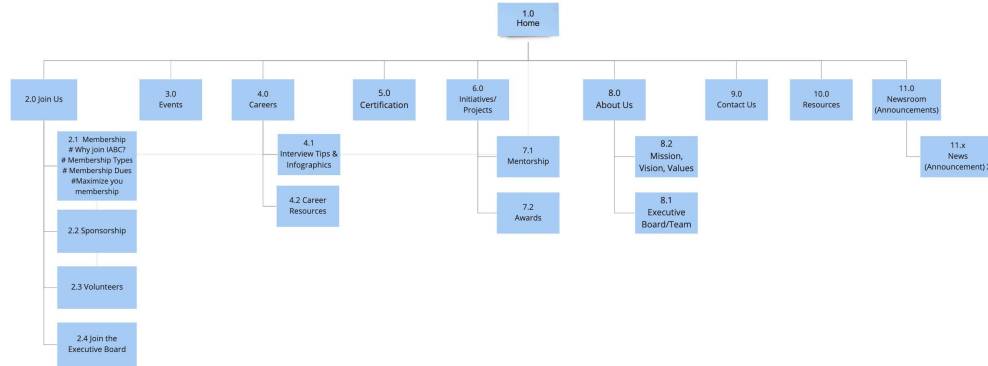 1.0
Home
2.0 Join Us
3.0
Events
4.0
Careers
5.0
Certification
6.0
Initiatives/
Projects
8.0
About Us
9.0
Contact Us
10.0
Resources
11.0
Newsroom
(Announcements)
2.1 Membership
# Why join IABC?
# Membership Types
# Membership Dues
#Maximize you
membership
2.2 Sponsorship
2.3 Volunteers
2.4 Join the
Executive Board
4.1
Interview Tips &
Infographics
4.2 Career
Resources
7.1
Mentorship
7.2
Awards
8.2
Mission,
Vision, Values
8.1
Executive
Board/Team
11.x
News
(Announcement)